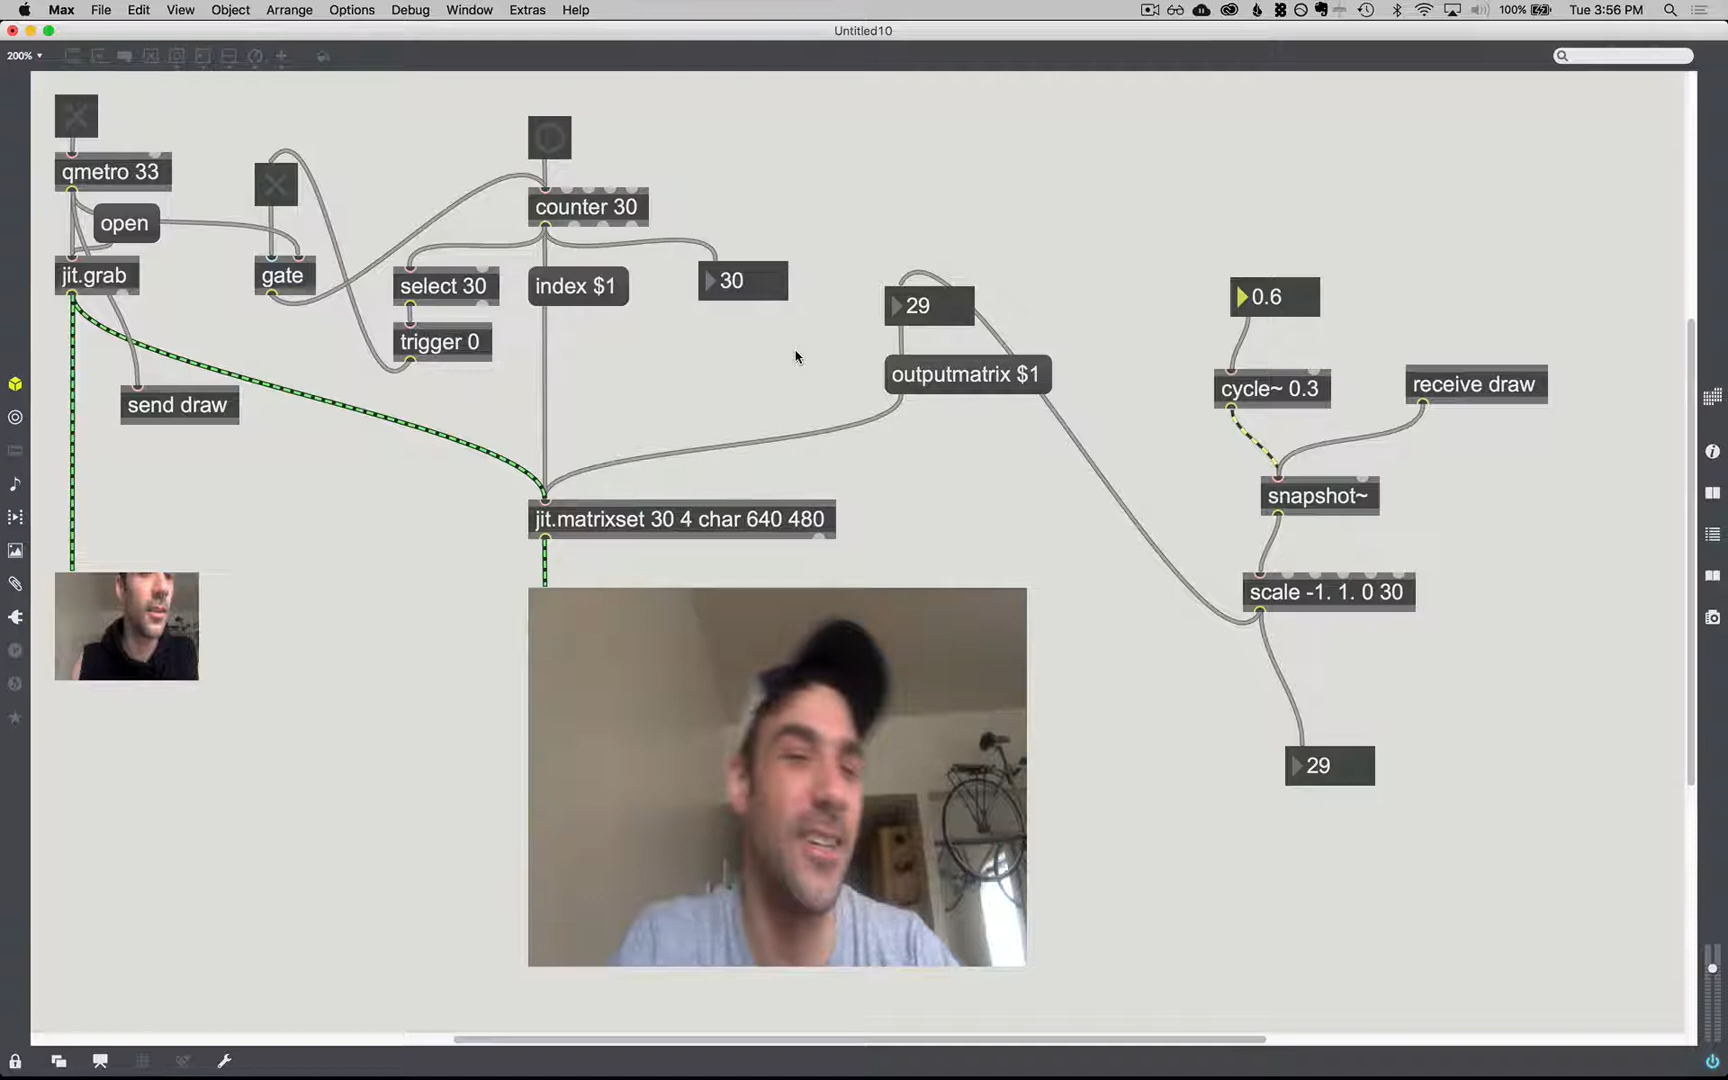 Max File Edit View Object Arrange Options Debug Window Extras Help
100% Tue 3:56 PM
Untitled10
200%
qmetro 33
open
jit.grab
gate
send draw
counter 30
select 30
index $1
30
trigger 0
29
outputmatrix $1
jit.matrixset 30 4 char 640 480
0.6
cycle~ 0.3
receive draw
snapshot~
scale -1. 1. 0 30
29